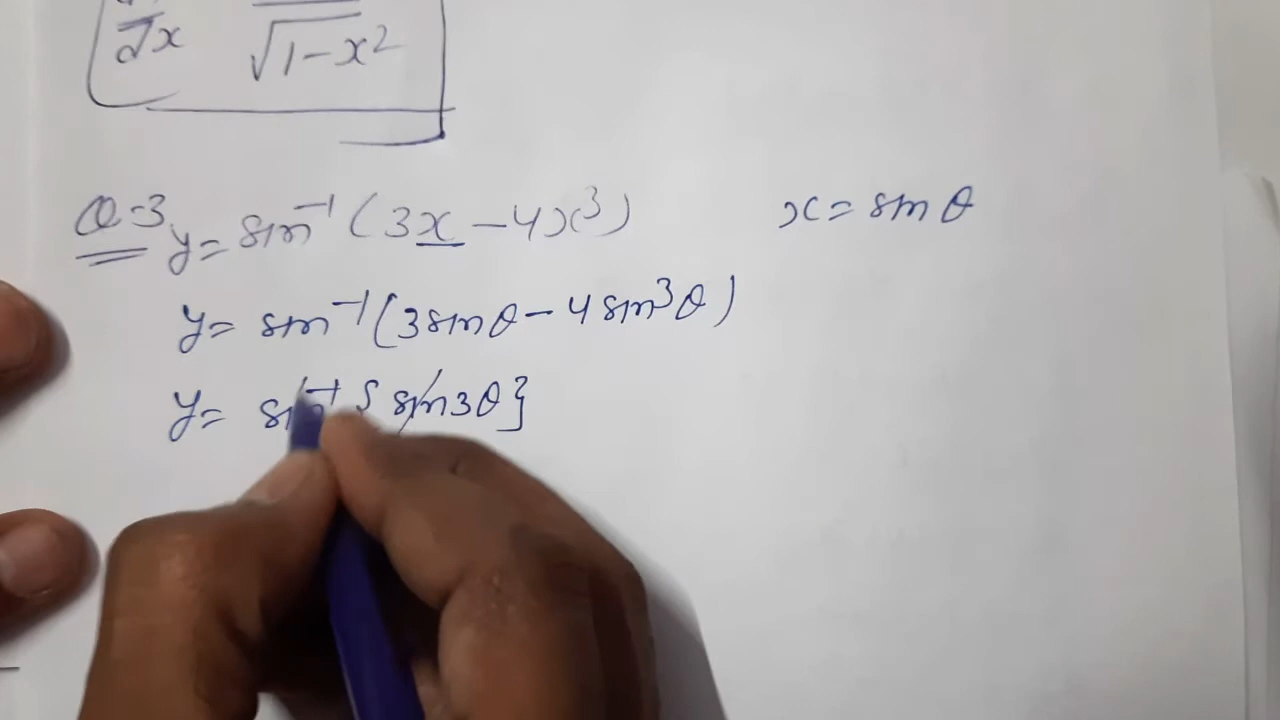 dx √1-x²
Q-3 y = sin⁻¹ (3x - 4x³) x = sin θ
y = sin⁻¹ (3 sin θ - 4 sin³ θ)
y = sin⁻¹ { sin 3θ }